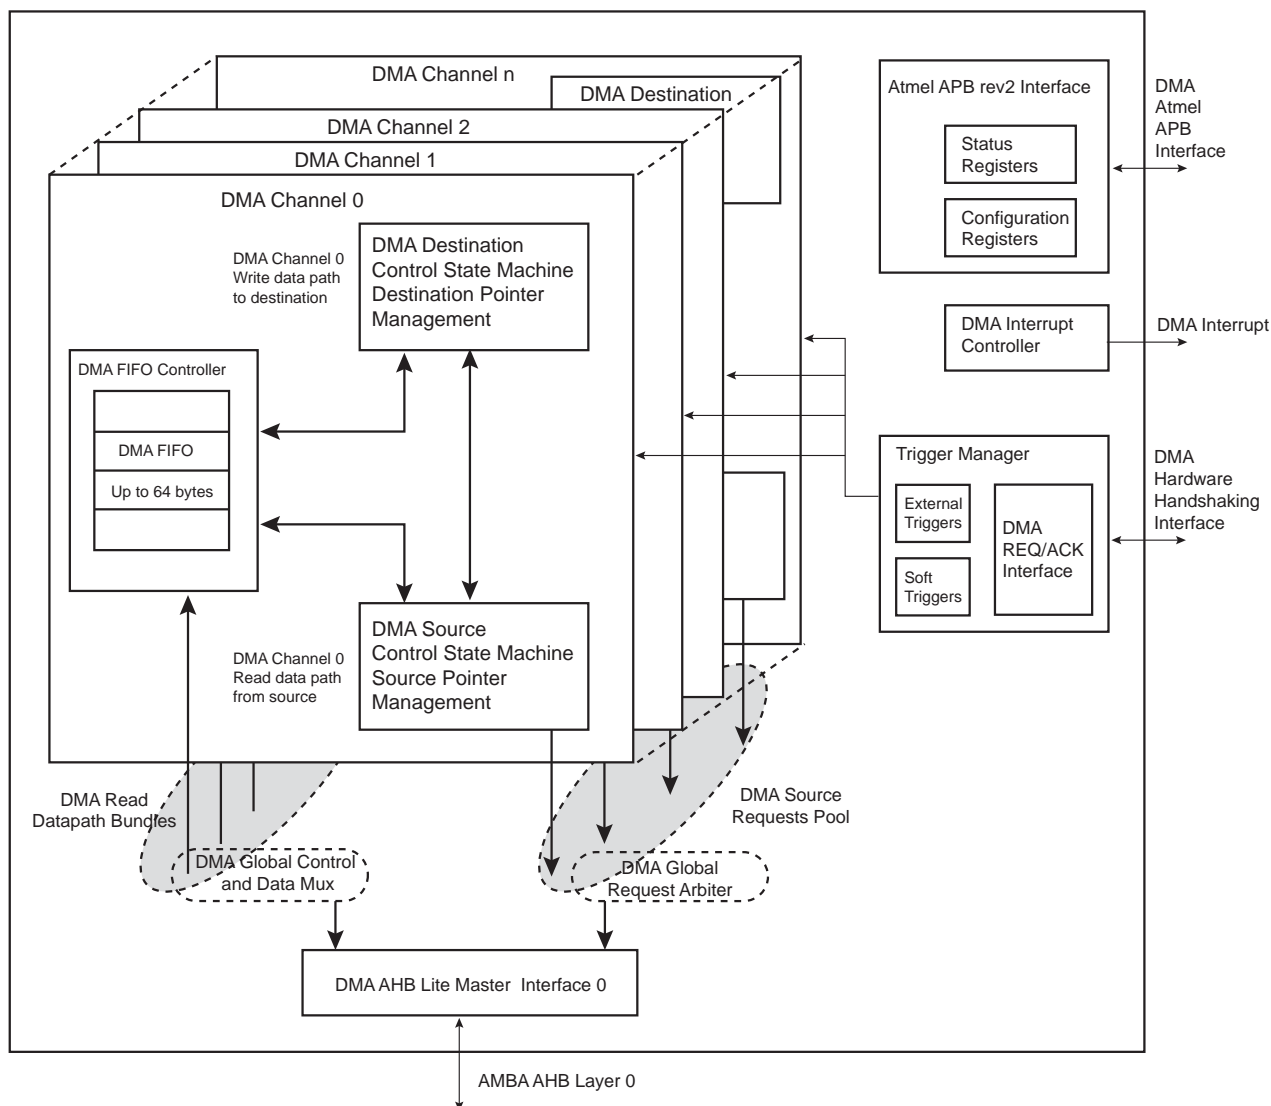 DMA Channel n
DMA Destination
DMA Channel 2
DMA Channel 1
DMA Channel 0
DMA Channel 0
Write data path
to destination
DMA Destination
Control State Machine
Destination Pointer
Management
DMA FIFO Controller
DMA FIFO
Up to 64 bytes
DMA Channel 0
Read data path
from source
DMA Source
Control State Machine
Source Pointer
Management
Atmel APB rev2 Interface
Status
Registers
Configuration
Registers
DMA
Atmel
APB
Interface
DMA Interrupt
Controller
DMA Interrupt
Trigger Manager
External
Triggers
Soft
Triggers
DMA
REQ/ACK
Interface
DMA
Hardware
Handshaking
Interface
DMA Read
Datapath Bundles
DMA Source
Requests Pool
DMA Global Control
and Data Mux
DMA Global
Request Arbiter
DMA AHB Lite Master Interface 0
AMBA AHB Layer 0